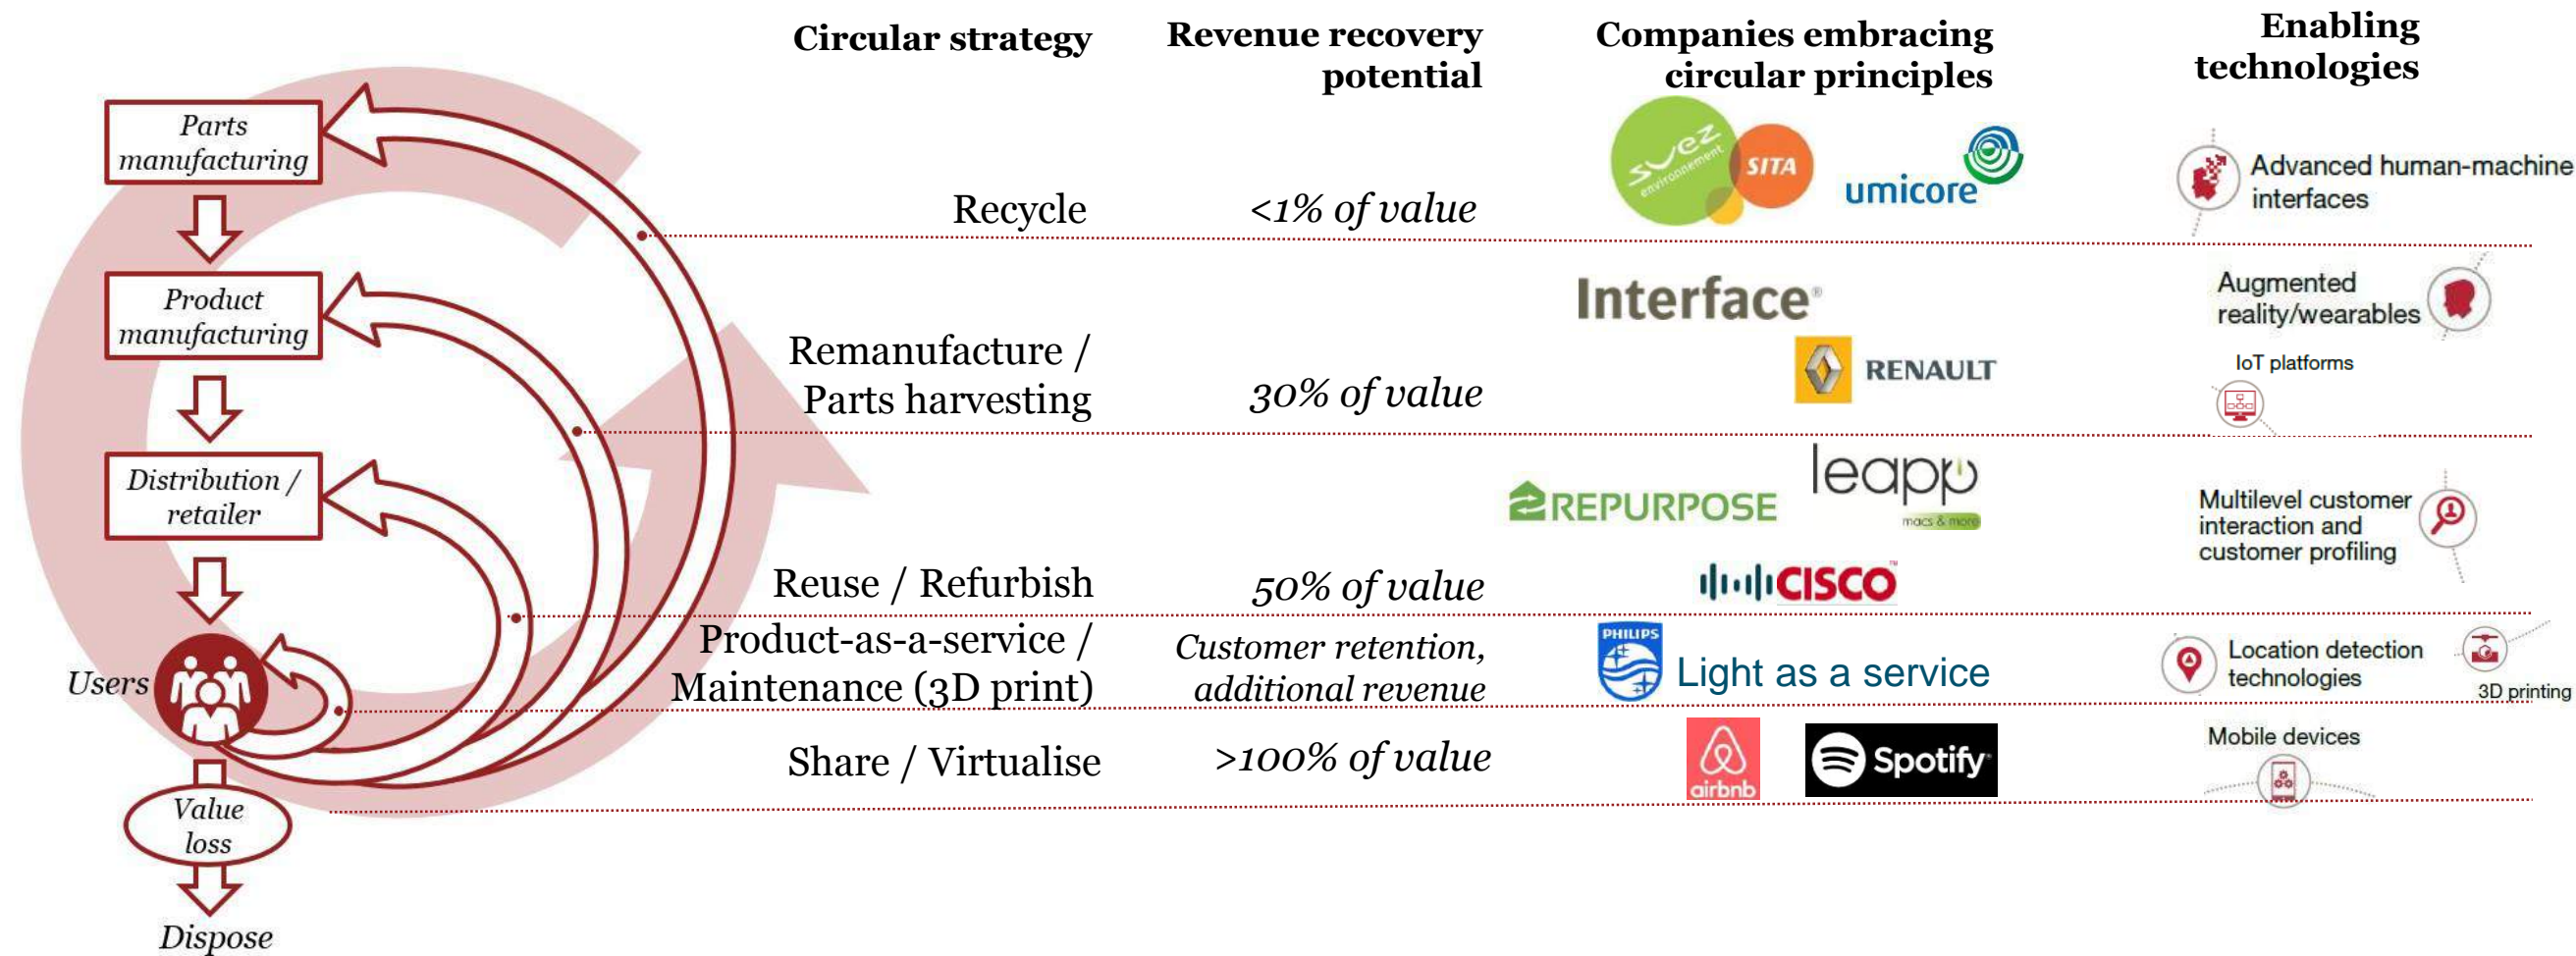 Circular strategy
Revenue recovery
potential
Companies embracing
circular principles
Enabling
technologies
Parts
manufacturing
Product
manufacturing
Distribution /
retailer
Users
Value
loss
Dispose
Recycle
<1% of value
suez
environnement
SITA
umicore
Advanced human-machine
interfaces
Remanufacture /
Parts harvesting
30% of value
Interface®
RENAULT
Augmented
reality/wearables
IoT platforms
Reuse / Refurbish
50% of value
REPURPOSE
leapp
macs & more
CISCO™
Multilevel customer
interaction and
customer profiling
Product-as-a-service /
Maintenance (3D print)
Customer retention,
additional revenue
PHILIPS
Light as a service
Location detection
technologies
3D printing
Share / Virtualise
>100% of value
airbnb
Spotify®
Mobile devices